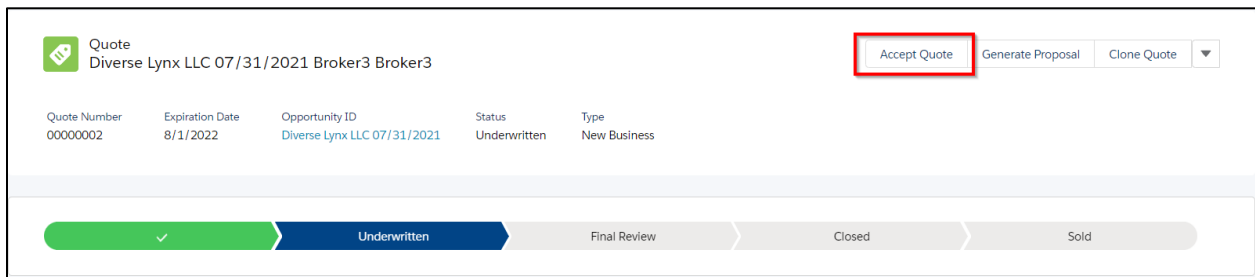 Quote
Diverse Lynx LLC 07/31/2021 Broker3 Broker3
Accept Quote Generate Proposal Clone Quote
Quote Number Expiration Date Opportunity ID Status Type
00000002 8/1/2022 Diverse Lynx LLC 07/31/2021 Underwritten New Business
Underwritten Final Review Closed Sold